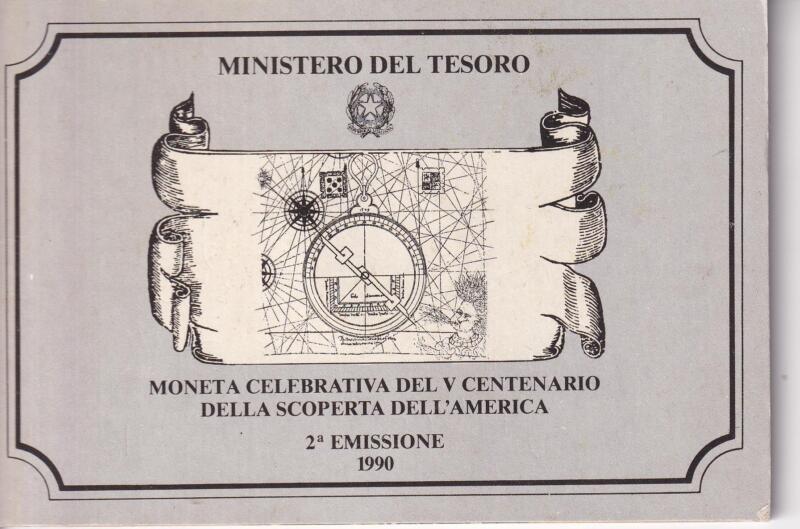 MINISTERO DEL TESORO
MONETA CELEBRATIVA DEL V CENTENARIO
DELLA SCOPERTA DELL'AMERICA
2ª EMISSIONE
1990